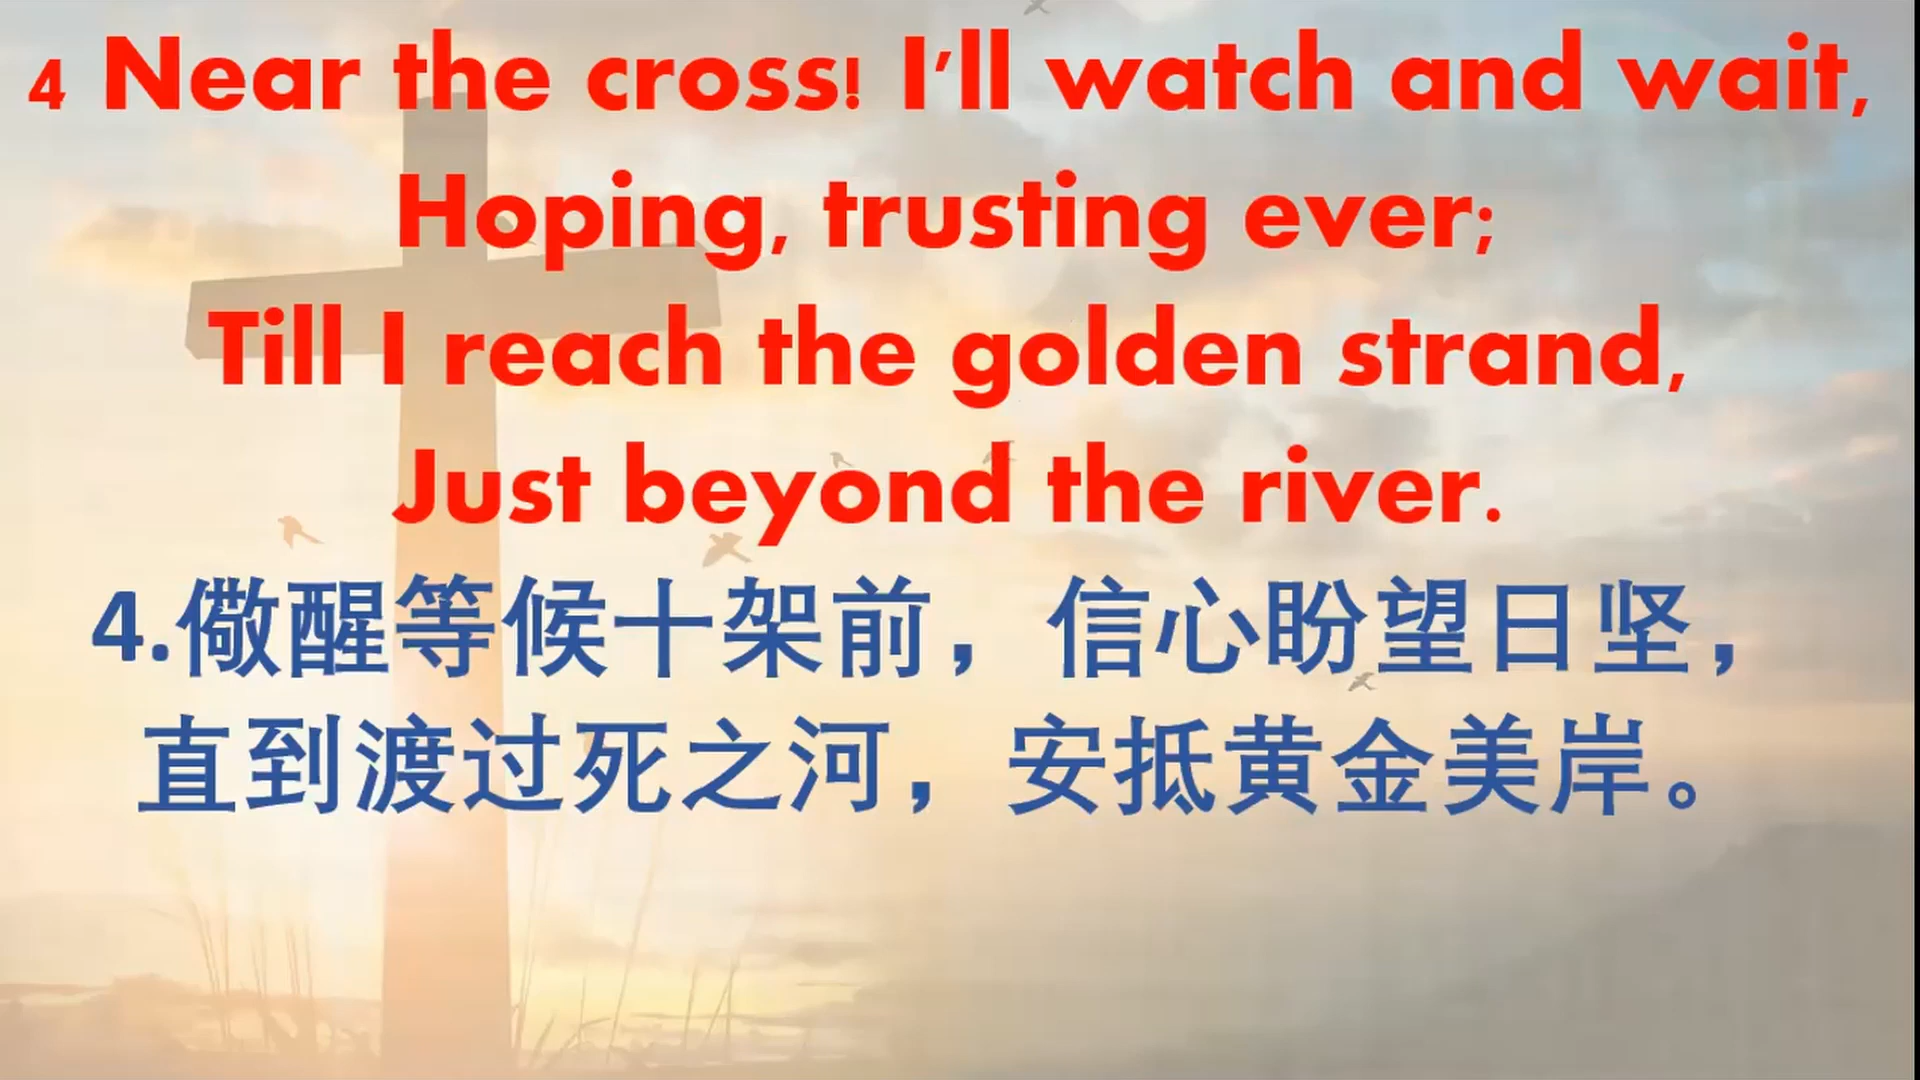 4 Near the cross! I'll watch and wait,
Hoping, trusting ever;
Till I reach the golden strand,
Just beyond the river.
4.儆醒等候十架前，信心盼望日坚，
直到渡过死之河，安抵黄金美岸。